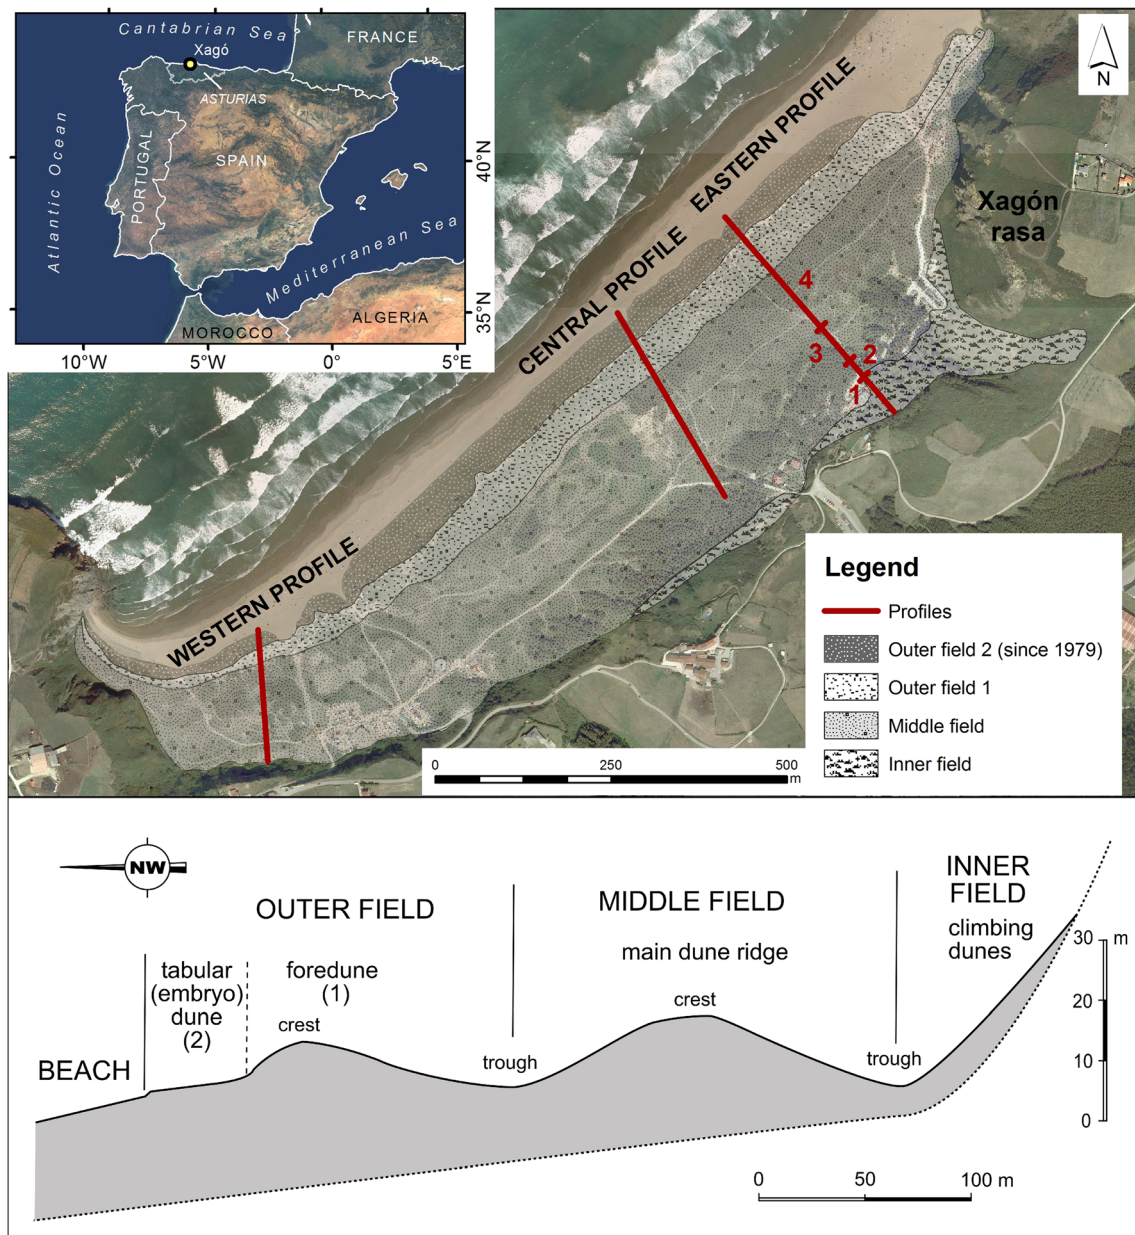 Cantabrian Sea
FRANCE
Xagó
ASTURIAS
Atlantic Ocean
PORTUGAL
SPAIN
Mediterranean Sea
MOROCCO
ALGERIA
40°N
35°N
10°W
5°W
0°
5°E
N
EASTERN PROFILE
CENTRAL PROFILE
WESTERN PROFILE
Xagón
rasa
4
3
2
1
Legend
Profiles
Outer field 2 (since 1979)
Outer field 1
Middle field
Inner field
0 250 500
m
NW
OUTER FIELD
MIDDLE FIELD
INNER
FIELD
climbing
dunes
main dune ridge
tabular
(embryo)
dune
(2)
foredune
(1)
crest
crest
trough
trough
BEACH
30 m
20
10
0
0 50 100 m